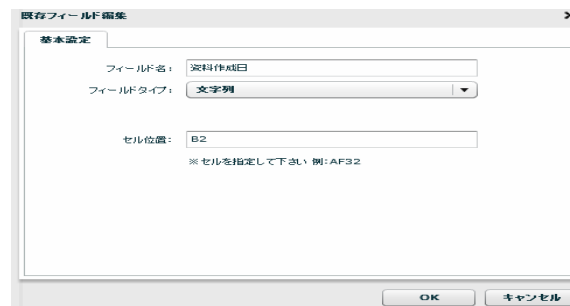 既存フィールド編集
基本設定
フィールド名: 資料作成日
フィールドタイプ: 文字列
セル位置: B2
※セルを指定して下さい 例:AF32
OK キャンセル